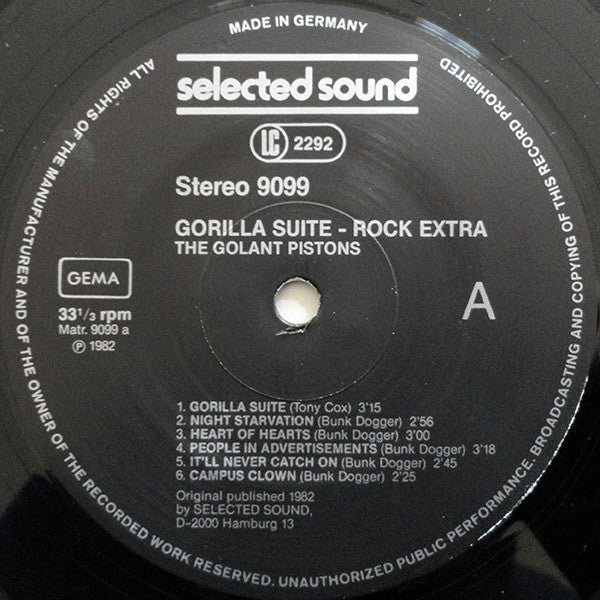 MADE IN GERMANY
selected sound
LC 2292
Stereo 9099
GORILLA SUITE - ROCK EXTRA
THE GOLANT PISTONS
GEMA
33 1/3 rpm
Matr. 9099 a
℗ 1982
A
1. GORILLA SUITE (Tony Cox) 3'15
2. NIGHT STARVATION (Bunk Dogger) 2'56
3. HEART OF HEARTS (Bunk Dogger) 3'00
4. PEOPLE IN ADVERTISEMENTS (Bunk Dogger) 3'18
5. IT'LL NEVER CATCH ON (Bunk Dogger) 2'45
6. CAMPUS CLOWN (Bunk Dogger) 2'25
Original published 1982
by SELECTED SOUND,
D-2000 Hamburg 13
ALL RIGHTS OF THE MANUFACTURER AND OF THE OWNER OF THE RECORDED WORK RESERVED. UNAUTHORIZED PUBLIC PERFORMANCE. BROADCASTING AND COPYING OF THIS RECORD PROHIBITED